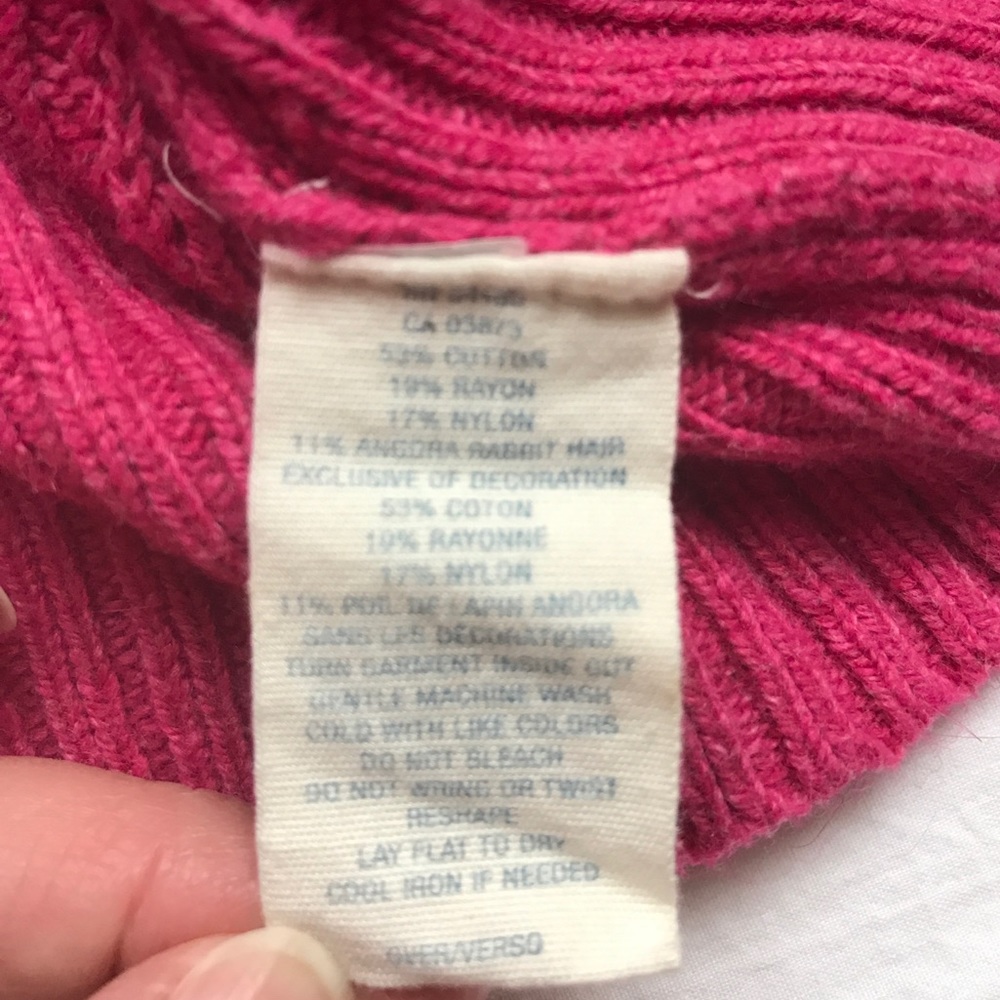 CA 03873
53% COTTON
19% RAYON
17% NYLON
11% ANGORA RABBIT HAIR
EXCLUSIVE OF DECORATION
53% COTON
19% RAYONNE
17% NYLON
11% POIL DE LAPIN ANGORA
SANS LES DECORATIONS
TURN GARMENT INSIDE OUT
GENTLE MACHINE WASH
COLD WITH LIKE COLORS
DO NOT BLEACH
DO NOT WRING OR TWIST
RESHAPE
LAY FLAT TO DRY
COOL IRON IF NEEDED
OVER/VERSO